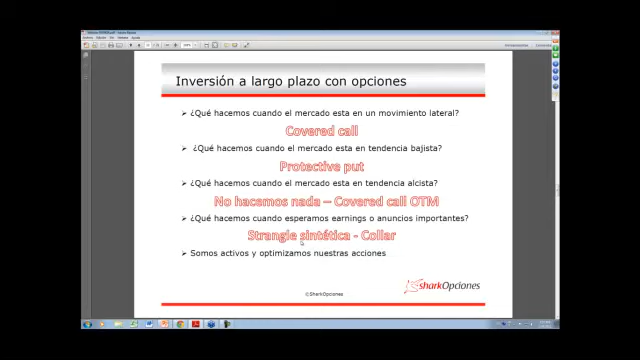 Inversión a largo plazo con opciones
➢ ¿Qué hacemos cuando el mercado esta en un movimiento lateral?
Covered call
➢ ¿Qué hacemos cuando el mercado esta en tendencia bajista?
Protective put
➢ ¿Qué hacemos cuando el mercado esta en tendencia alcista?
No hacemos nada – Covered call OTM
➢ ¿Qué hacemos cuando esperamos earnings o anuncios importantes?
Strangle sintética - Collar
➢ Somos activos y optimizamos nuestras acciones
sharkOpciones
©SharkOpciones